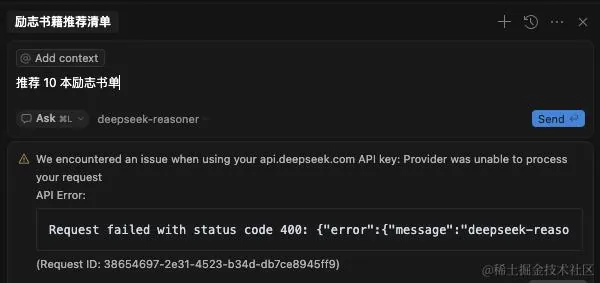 励志书籍推荐清单
@ Add context
推荐 10 本励志书单
Ask ⌘L
deepseek-reasoner
Send
We encountered an issue when using your api.deepseek.com API key: Provider was unable to process
your request
API Error:
Request failed with status code 400: {"error":{"message":"deepseek-reaso
(Request ID: 38654697-2e31-4523-b34d-db7ce8945ff9)
@稀土掘金技术社区